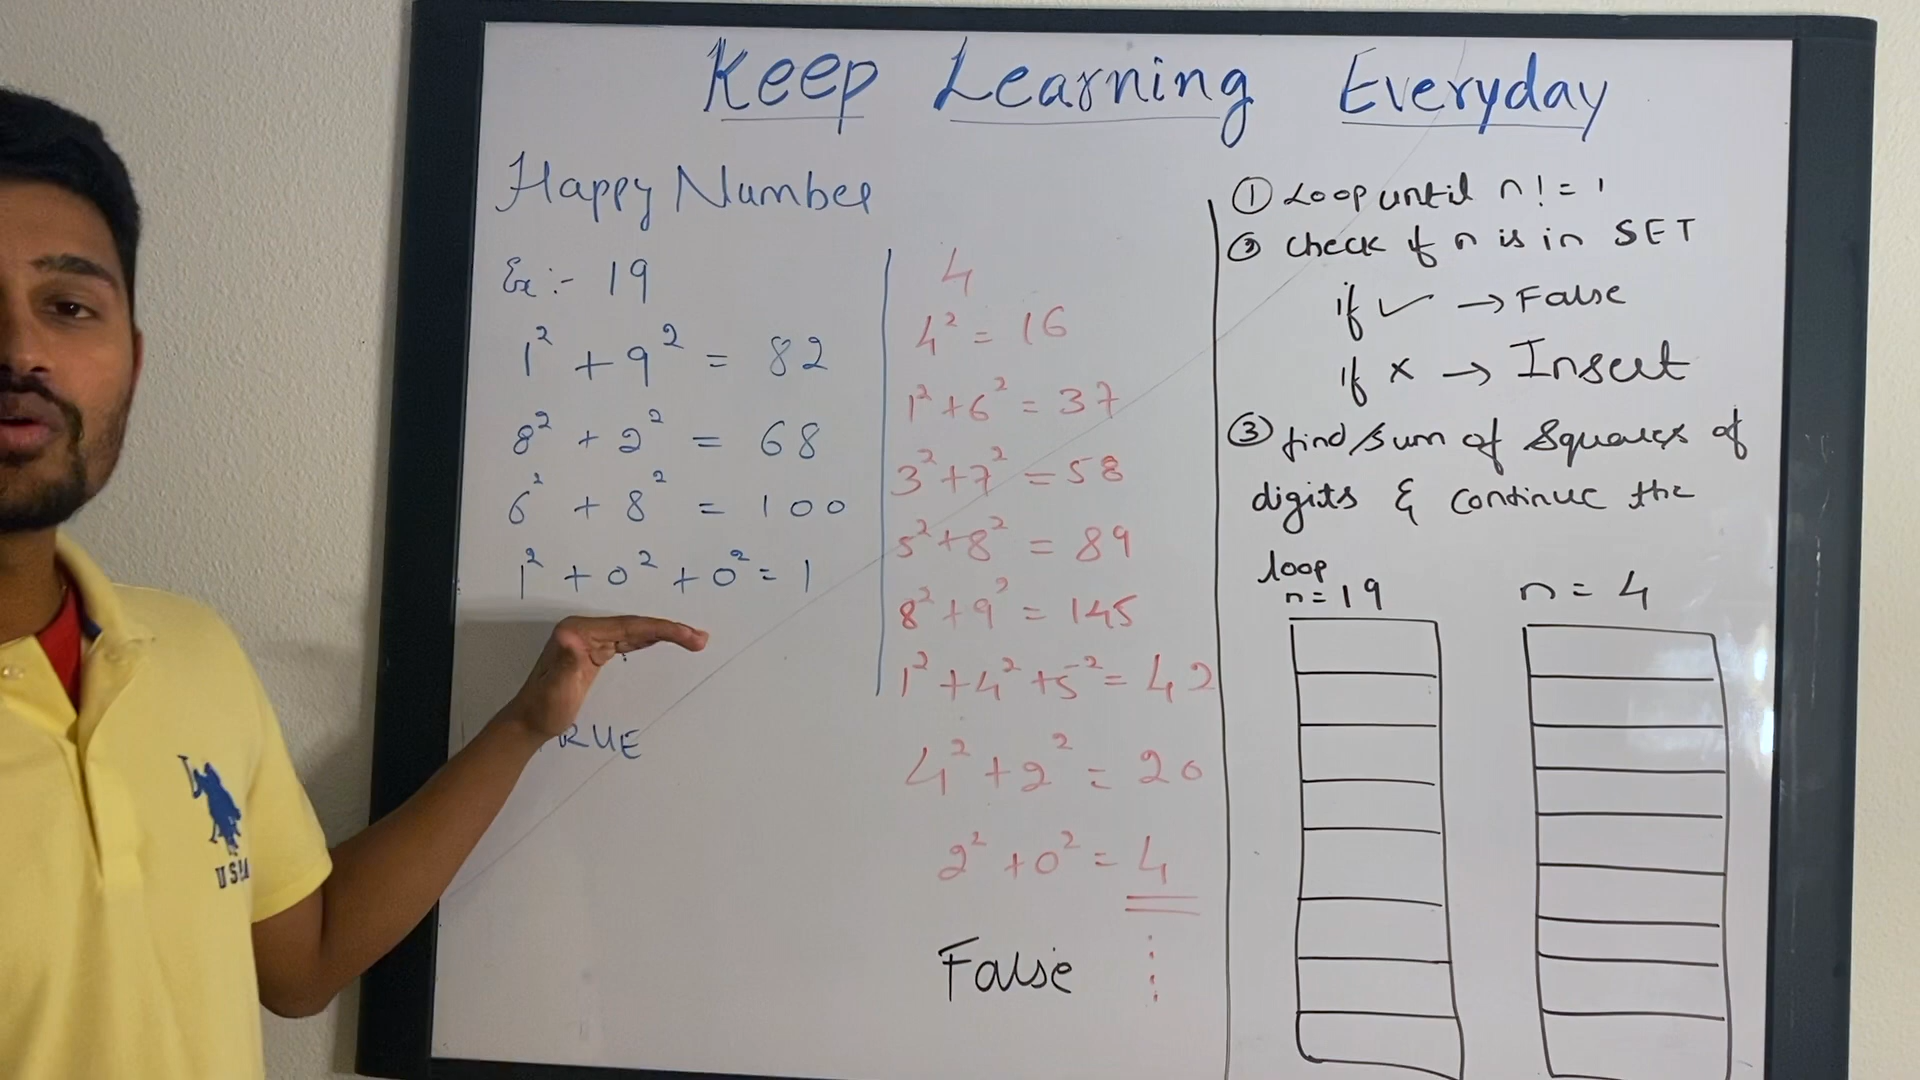 Keep Learning Everyday
Happy Number
Ex :- 19
1² + 9² = 82
8² + 2² = 68
6² + 8² = 100
1² + 0² + 0² = 1
RUE
4
4² = 16
1² + 6² = 37
3² + 7² = 58
5² + 8² = 89
8² + 9² = 145
1² + 4² + 5² = 42
4² + 2² = 20
2² + 0² = 4
False
① Loop until n != 1
② Check if n is in SET
if ✓ → False
if × → Insert
③ find sum of squares of
digits & continue the
loop
n = 19
n = 4